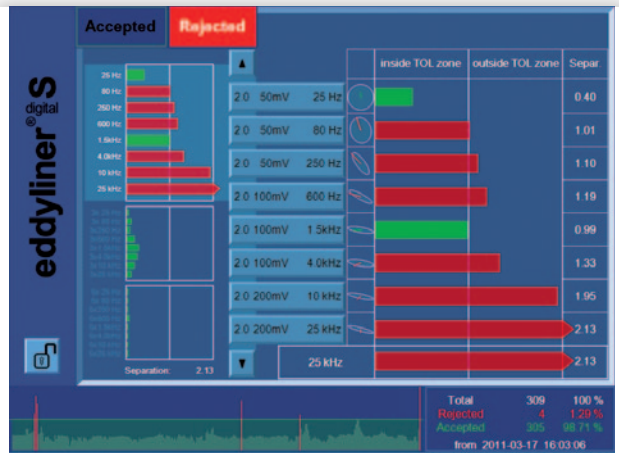 Accepted Rejected
eddyliner® S
digital
25 Hz
80 Hz
250 Hz
600 Hz
1.5kHz
4.0kHz
10 kHz
25 kHz
Separation: 2.13
inside TOL zone outside TOL zone Separ.
2.0 50mV 25 Hz 0.40
2.0 50mV 80 Hz 1.01
2.0 50mV 250 Hz 1.10
2.0 100mV 600 Hz 1.19
2.0 100mV 1.5kHz 0.99
2.0 100mV 4.0kHz 1.33
2.0 200mV 10 kHz 1.95
2.0 200mV 25 kHz 2.13
25 kHz 2.13
Total 309 100 %
Rejected 4 1.29 %
Accepted 305 98.71 %
from 2011-03-17 16:03:06